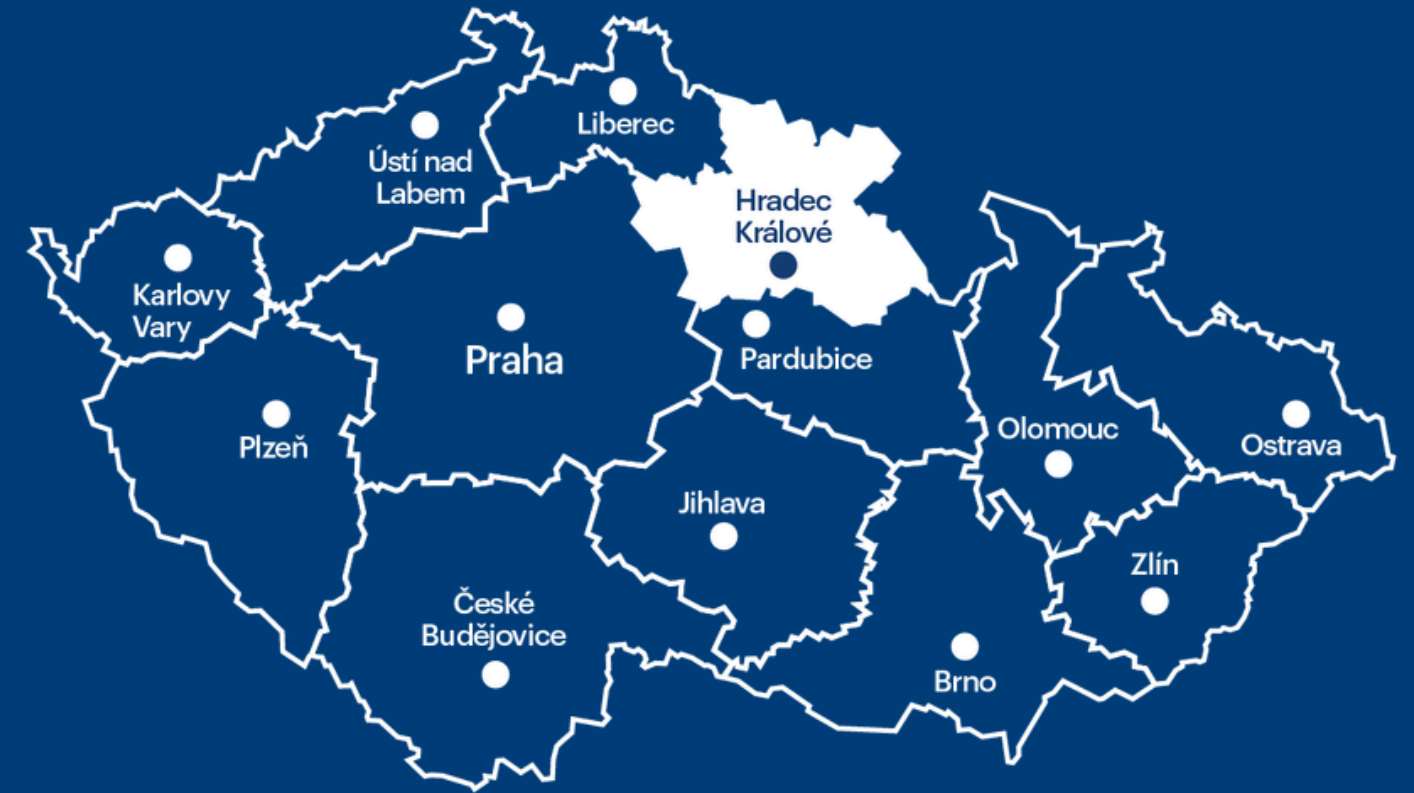 Liberec
Ústí nad
Labem
Hradec
Králové
Karlovy
Vary
Praha
Pardubice
Plzeň
Olomouc
Ostrava
Jihlava
Zlín
České
Budějovice
Brno